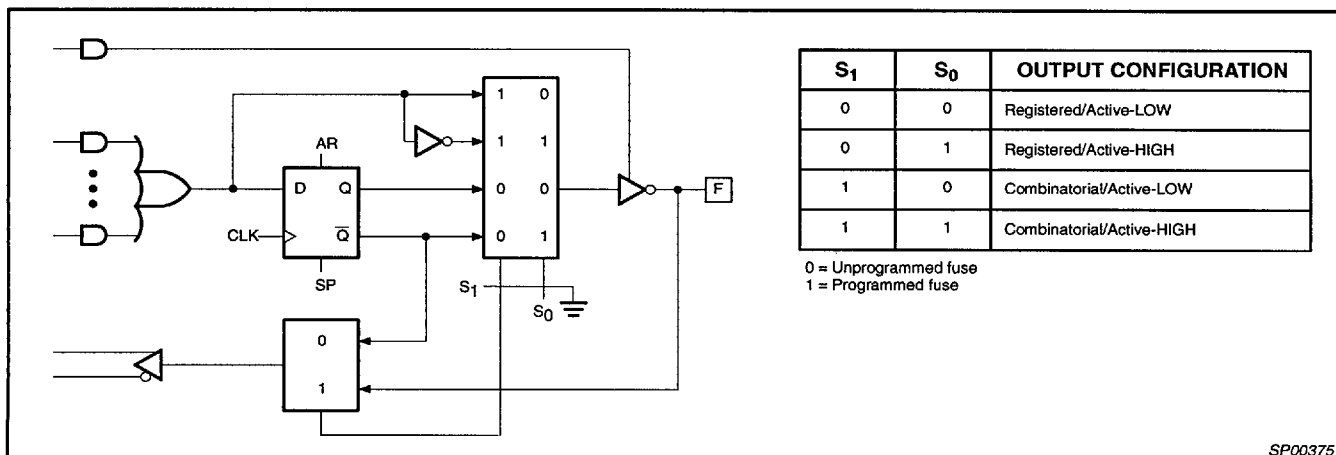 AR
D Q
CLK Q̅
SP
1 0
1 1
0 0
0 1
S₁
S₀
F
0
1
S₁ S₀ OUTPUT CONFIGURATION
0 0 Registered/Active-LOW
0 1 Registered/Active-HIGH
1 0 Combinatorial/Active-LOW
1 1 Combinatorial/Active-HIGH
0 = Unprogrammed fuse
1 = Programmed fuse
SP00375